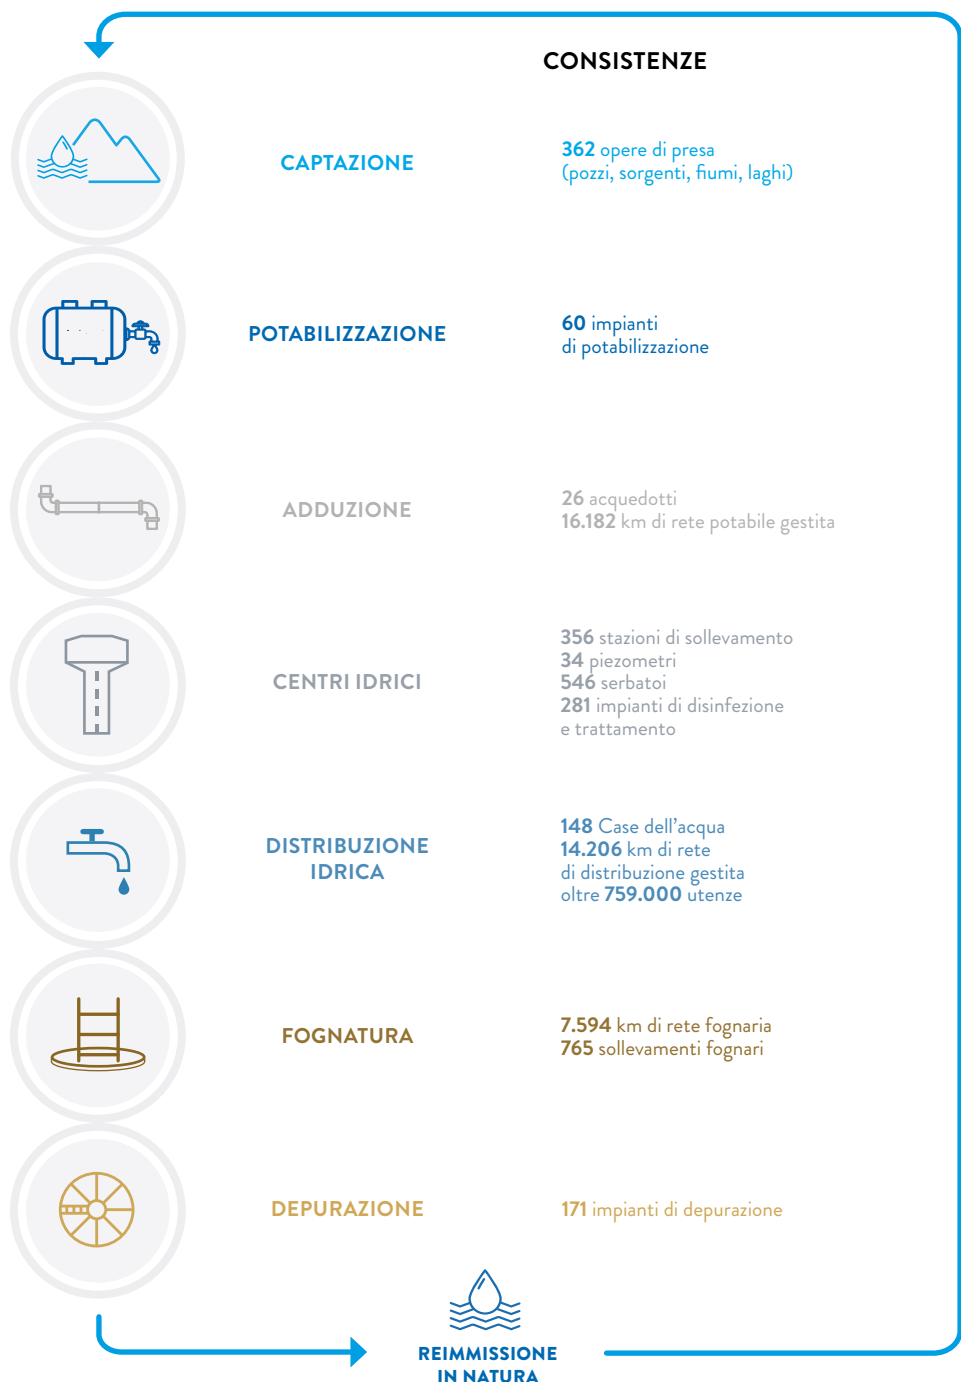 CONSISTENZE
CAPTAZIONE
362 opere di presa
(pozzi, sorgenti, fiumi, laghi)
POTABILIZZAZIONE
60 impianti
di potabilizzazione
ADDUZIONE
26 acquedotti
16.182 km di rete potabile gestita
CENTRI IDRICI
356 stazioni di sollevamento
34 piezometri
546 serbatoi
281 impianti di disinfezione
e trattamento
DISTRIBUZIONE
IDRICA
148 Case dell’acqua
14.206 km di rete
di distribuzione gestita
oltre 759.000 utenze
FOGNATURA
7.594 km di rete fognaria
765 sollevamenti fognari
DEPURAZIONE
171 impianti di depurazione
REIMMISSIONE
IN NATURA